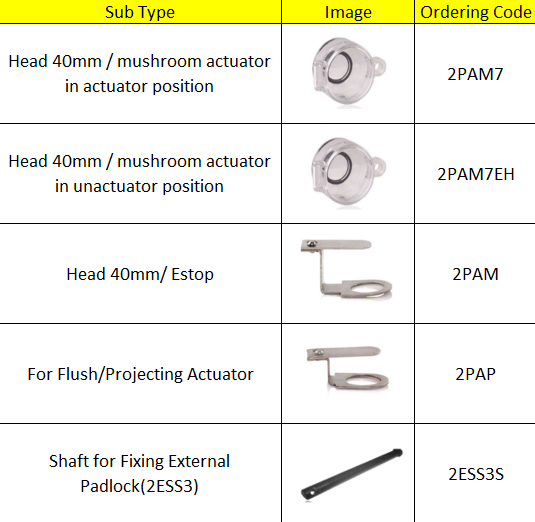 Sub Type Image Ordering Code
Head 40mm / mushroom actuator
in actuator position
2PAM7
Head 40mm / mushroom actuator
in unactuator position
2PAM7EH
Head 40mm/ Estop
2PAM
For Flush/Projecting Actuator
2PAP
Shaft for Fixing External
Padlock(2ESS3)
2ESS3S